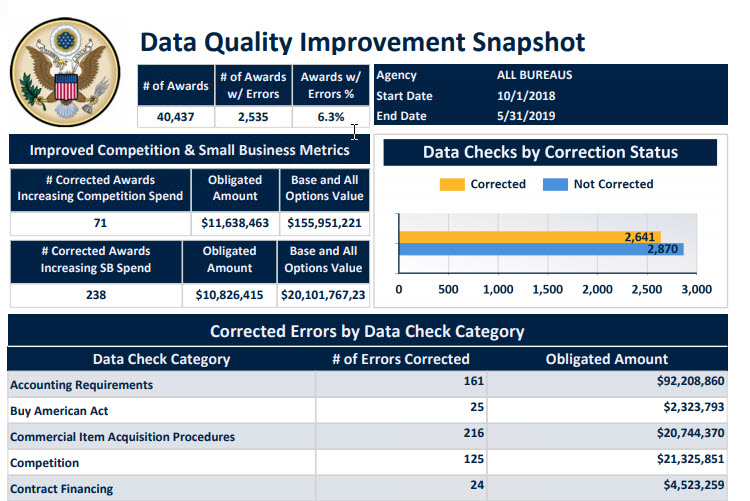 Data Quality Improvement Snapshot
# of Awards
# of Awards w/ Errors
Awards w/ Errors %
40,437
2,535
6.3%
Agency ALL BUREAUS
Start Date 10/1/2018
End Date 5/31/2019
Improved Competition & Small Business Metrics
# Corrected Awards Increasing Competition Spend
Obligated Amount
Base and All Options Value
71
$11,638,463
$155,951,221
# Corrected Awards Increasing SB Spend
Obligated Amount
Base and All Options Value
238
$10,826,415
$20,101,767,23
Data Checks by Correction Status
Corrected
Not Corrected
2,641
2,870
0 500 1,000 1,500 2,000 2,500 3,000
Corrected Errors by Data Check Category
Data Check Category # of Errors Corrected Obligated Amount
Accounting Requirements 161 $92,208,860
Buy American Act 25 $2,323,793
Commercial Item Acquisition Procedures 216 $20,744,370
Competition 125 $21,325,851
Contract Financing 24 $4,523,259